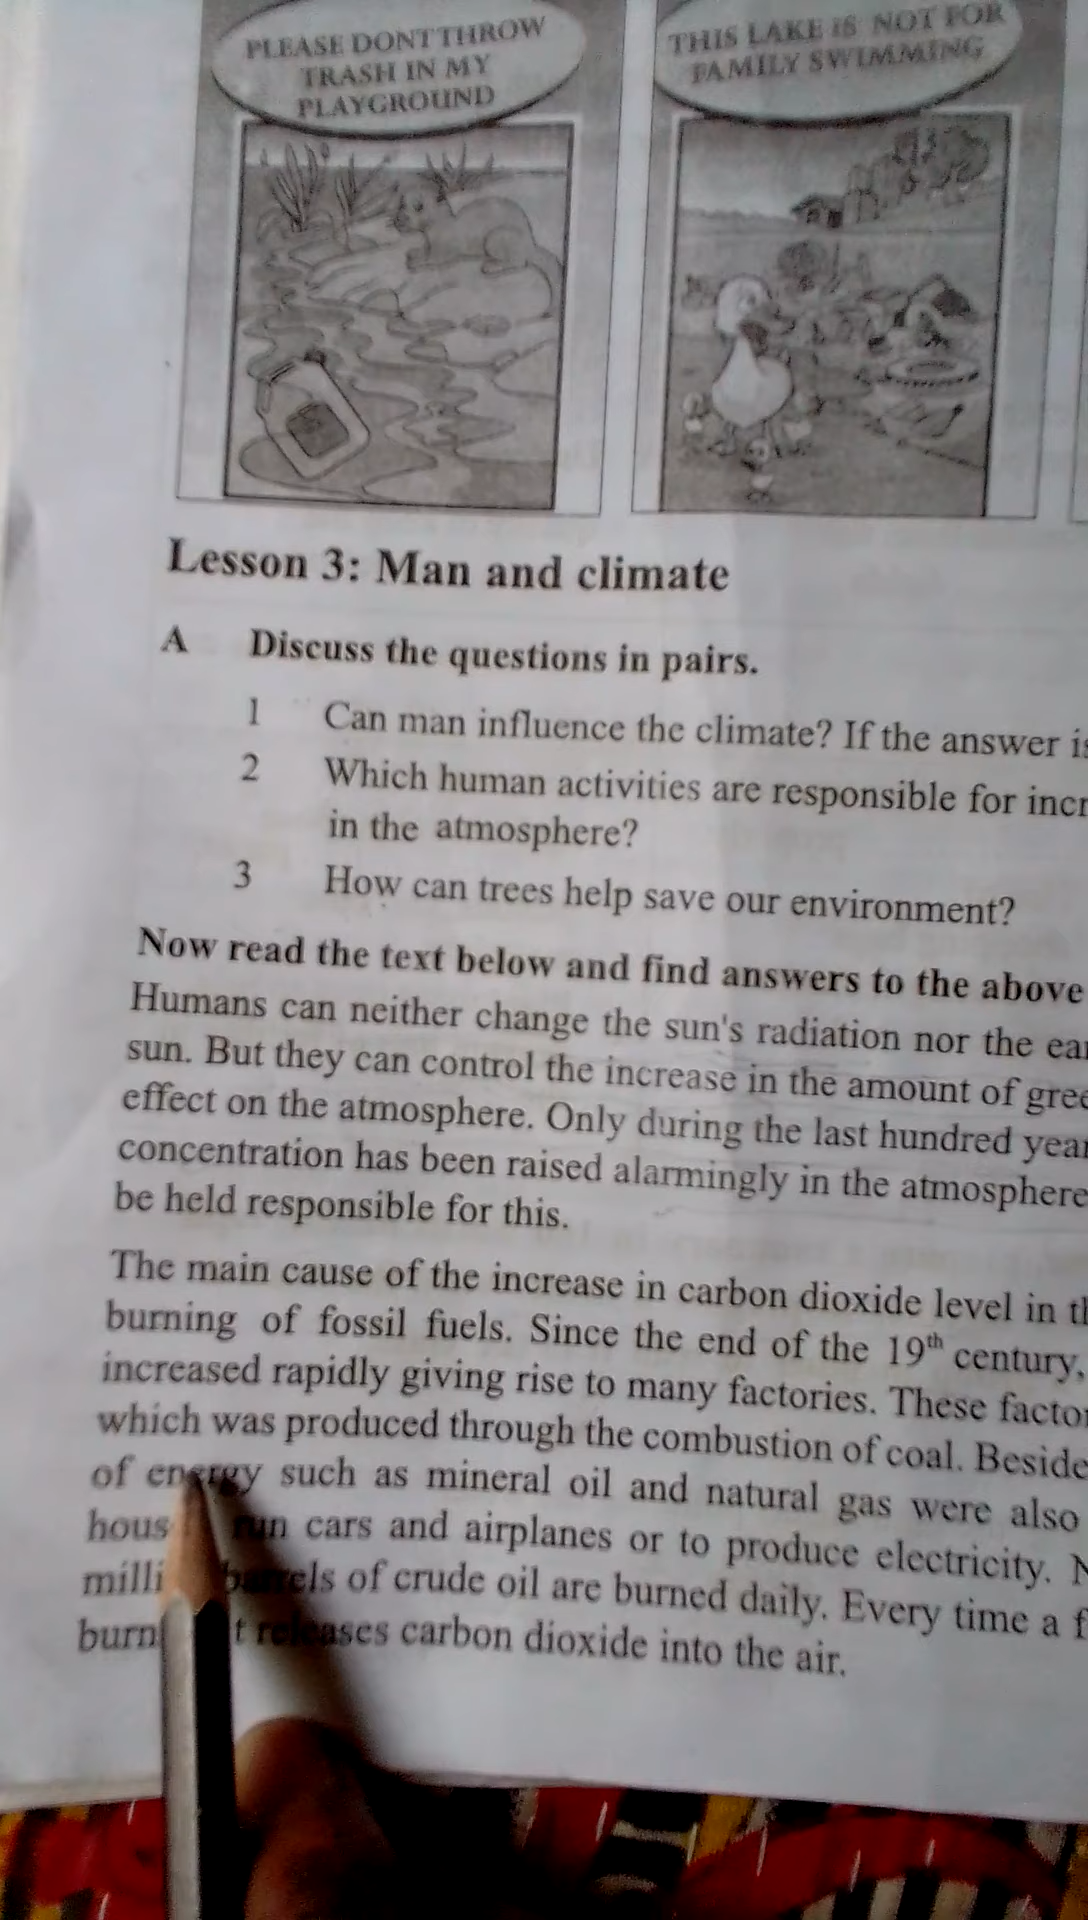 PLEASE DONT THROW
TRASH IN MY
PLAYGROUND
THIS LAKE IS NOT FOR
FAMILY SWIMMING
Lesson 3: Man and climate
A Discuss the questions in pairs.
1 Can man influence the climate? If the answer is
2 Which human activities are responsible for incr
in the atmosphere?
3 How can trees help save our environment?
Now read the text below and find answers to the above
Humans can neither change the sun's radiation nor the ear
sun. But they can control the increase in the amount of gree
effect on the atmosphere. Only during the last hundred year
concentration has been raised alarmingly in the atmosphere
be held responsible for this.
The main cause of the increase in carbon dioxide level in th
burning of fossil fuels. Since the end of the 19th century,
increased rapidly giving rise to many factories. These factor
which was produced through the combustion of coal. Beside
of energy such as mineral oil and natural gas were also
hous run cars and airplanes or to produce electricity. N
milli barrels of crude oil are burned daily. Every time a f
burn t releases carbon dioxide into the air.